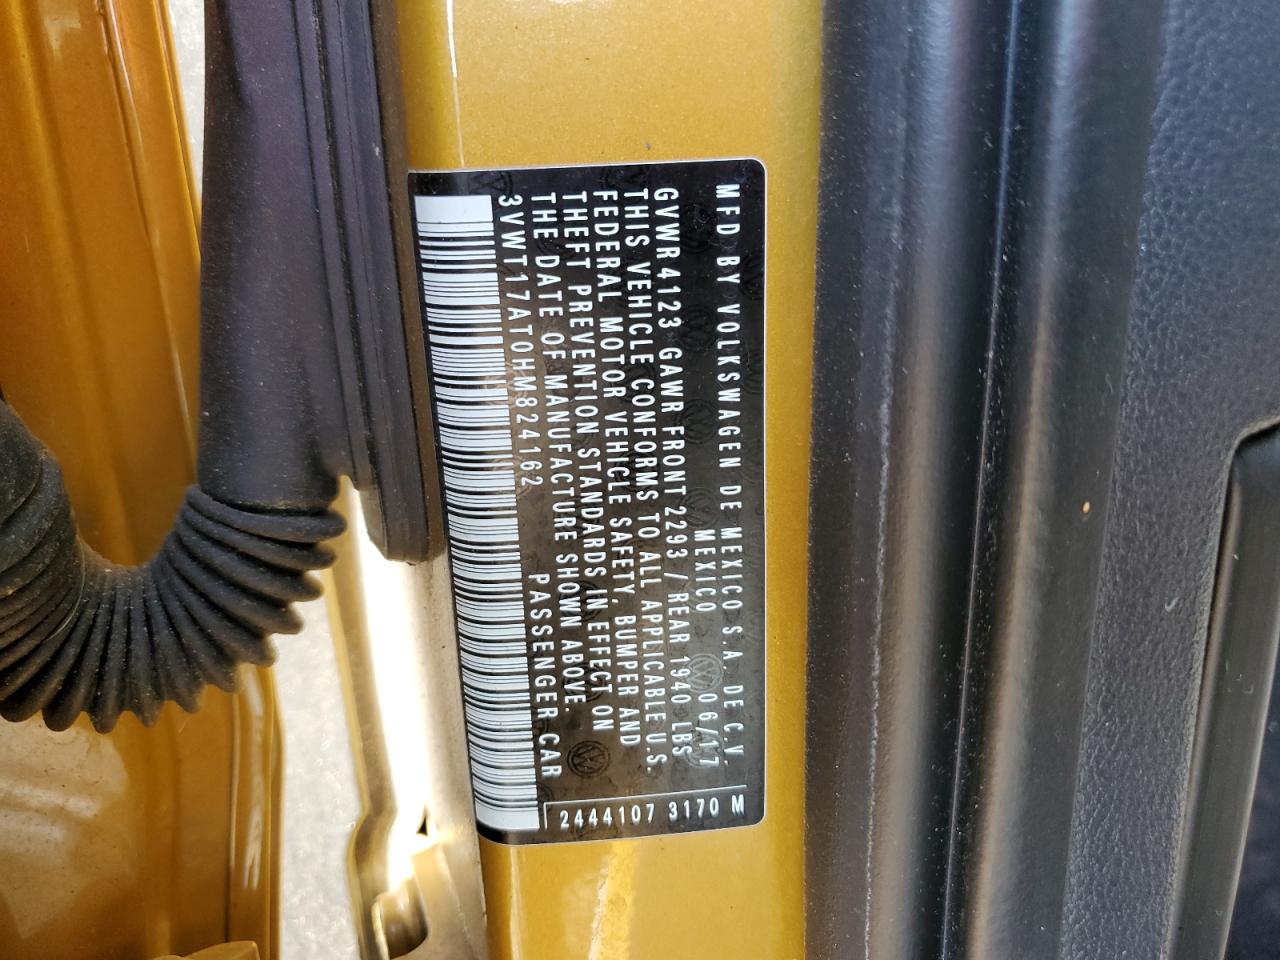 MFD BY VOLKSWAGEN DE MEXICO S.A. DE C.V.
MEXICO 06/17
GVWR 4123 GAWR FRONT 2293 / REAR 1940 LBS
THIS VEHICLE CONFORMS TO ALL APPLICABLE U.S.
FEDERAL MOTOR VEHICLE SAFETY, BUMPER AND
THEFT PREVENTION STANDARDS IN EFFECT ON
THE DATE OF MANUFACTURE SHOWN ABOVE.
3VWT17AT0HM824162 PASSENGER CAR
2444107 3170 M